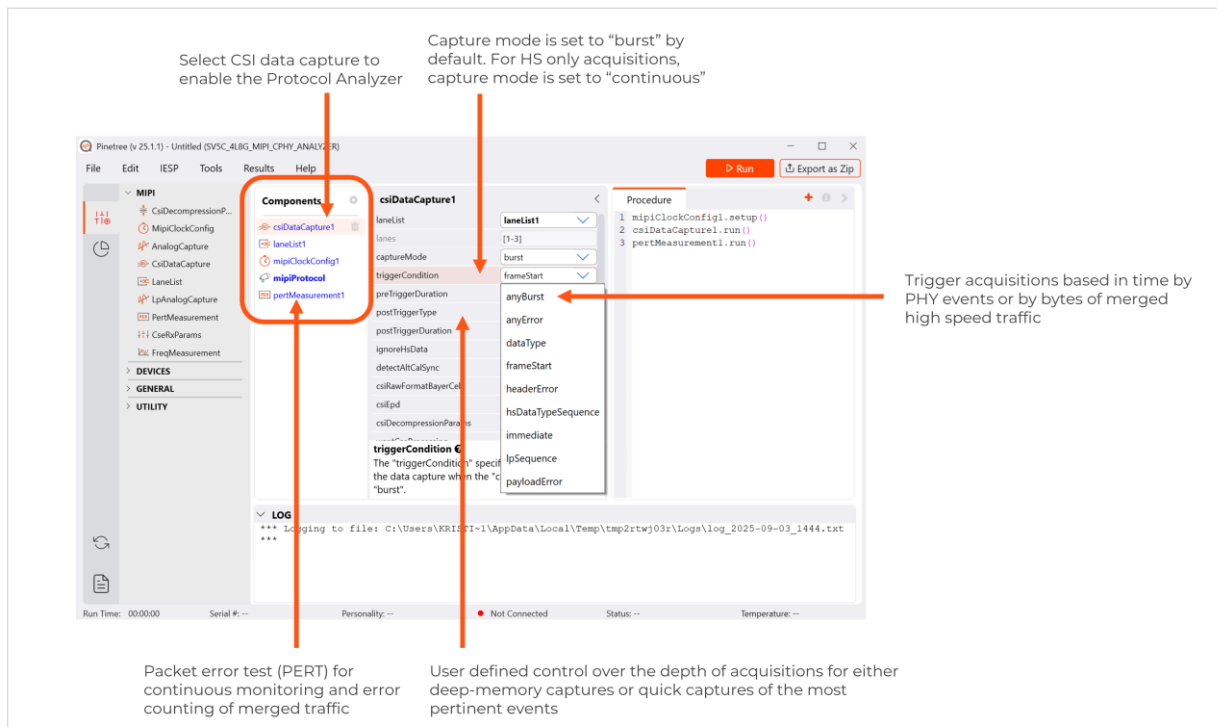 Select CSI data capture to
enable the Protocol Analyzer
Capture mode is set to “burst” by
default. For HS only acquisitions,
capture mode is set to “continuous”
Pinetree (v 25.1.1) - Untitled (SV5C_4L8G_MIPI_CPHY_ANALYZER)
File Edit IESP Tools Results Help
Run
Export as Zip
MIPI
CsiDecompressionP...
MipiClockConfig
AnalogCapture
CsiDataCapture
LaneList
LpAnalogCapture
PertMeasurement
CseRxParams
FreqMeasurement
DEVICES
GENERAL
UTILITY
Components
csiDataCapture1
laneList1
mipiClockConfig1
mipiProtocol
pertMeasurement1
csiDataCapture1
laneList laneList1
lanes [1-3]
captureMode burst
triggerCondition frameStart
preTriggerDuration
postTriggerType
postTriggerDuration
ignoreHsData
detectAltCalSync
csiRawFormatBayerCell
csiEpd
csiDecompressionParams
anyBurst
anyError
dataType
frameStart
headerError
hsDataTypeSequence
immediate
lpSequence
payloadError
triggerCondition
The "triggerCondition" specif
the data capture when the "c
"burst".
Procedure
1 mipiClockConfig1.setup()
2 csiDataCapture1.run()
3 pertMeasurement1.run()
Trigger acquisitions based in time by
PHY events or by bytes of merged
high speed traffic
LOG
*** Logging to file: C:\Users\KRISTI~1\AppData\Local\Temp\tmp2rtwj03r\Logs\log_2025-09-03_1444.txt
***
Run Time: 00:00:00 Serial #: -- Personality: -- Not Connected Status: -- Temperature: --
Packet error test (PERT) for
continuous monitoring and error
counting of merged traffic
User defined control over the depth of acquisitions for either
deep-memory captures or quick captures of the most
pertinent events